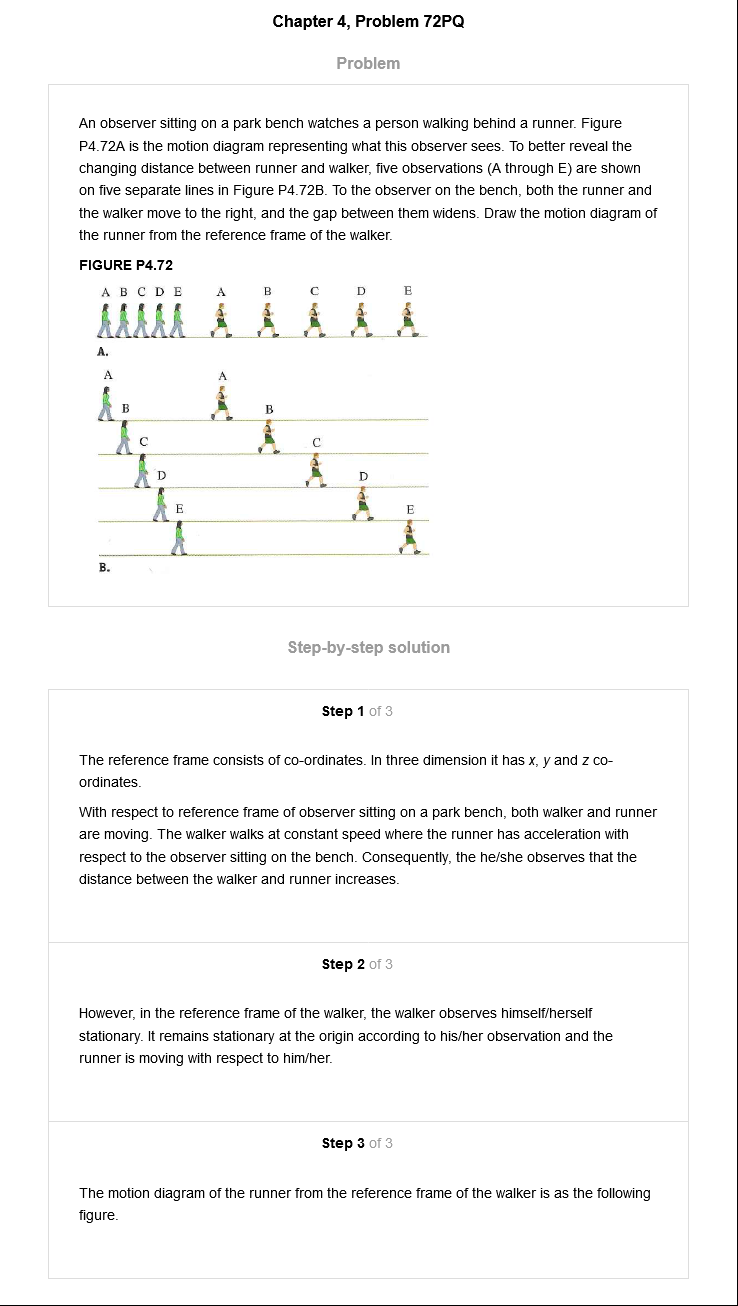 Chapter 4, Problem 72PQ
Problem
An observer sitting on a park bench watches a person walking behind a runner. Figure
P4.72A is the motion diagram representing what this observer sees. To better reveal the
changing distance between runner and walker, five observations (A through E) are shown
on five separate lines in Figure P4.72B. To the observer on the bench, both the runner and
the walker move to the right, and the gap between them widens. Draw the motion diagram of
the runner from the reference frame of the walker.
FIGURE P4.72
A B C D E A B C D E
A.
A A
B B
C C
D D
E E
B.
Step-by-step solution
Step 1 of 3
The reference frame consists of co-ordinates. In three dimension it has x, y and z co-
ordinates.
With respect to reference frame of observer sitting on a park bench, both walker and runner
are moving. The walker walks at constant speed where the runner has acceleration with
respect to the observer sitting on the bench. Consequently, the he/she observes that the
distance between the walker and runner increases.
Step 2 of 3
However, in the reference frame of the walker, the walker observes himself/herself
stationary. It remains stationary at the origin according to his/her observation and the
runner is moving with respect to him/her.
Step 3 of 3
The motion diagram of the runner from the reference frame of the walker is as the following
figure.